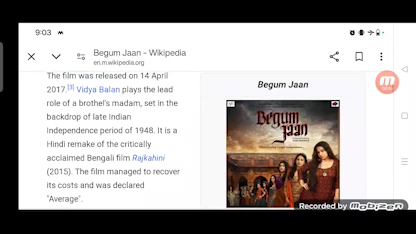 9:03
Begum Jaan – Wikipedia
en.m.wikipedia.org
The film was released on 14 April
2017.[3] Vidya Balan plays the lead
role of a brothel's madam, set in the
backdrop of late Indian
Independence period of 1948. It is a
Hindi remake of the critically
acclaimed Bengali film Rajkahini
(2015). The film managed to recover
its costs and was declared
"Average".
Begum Jaan
Begum
Jaan
Recorded by MOBIZEN